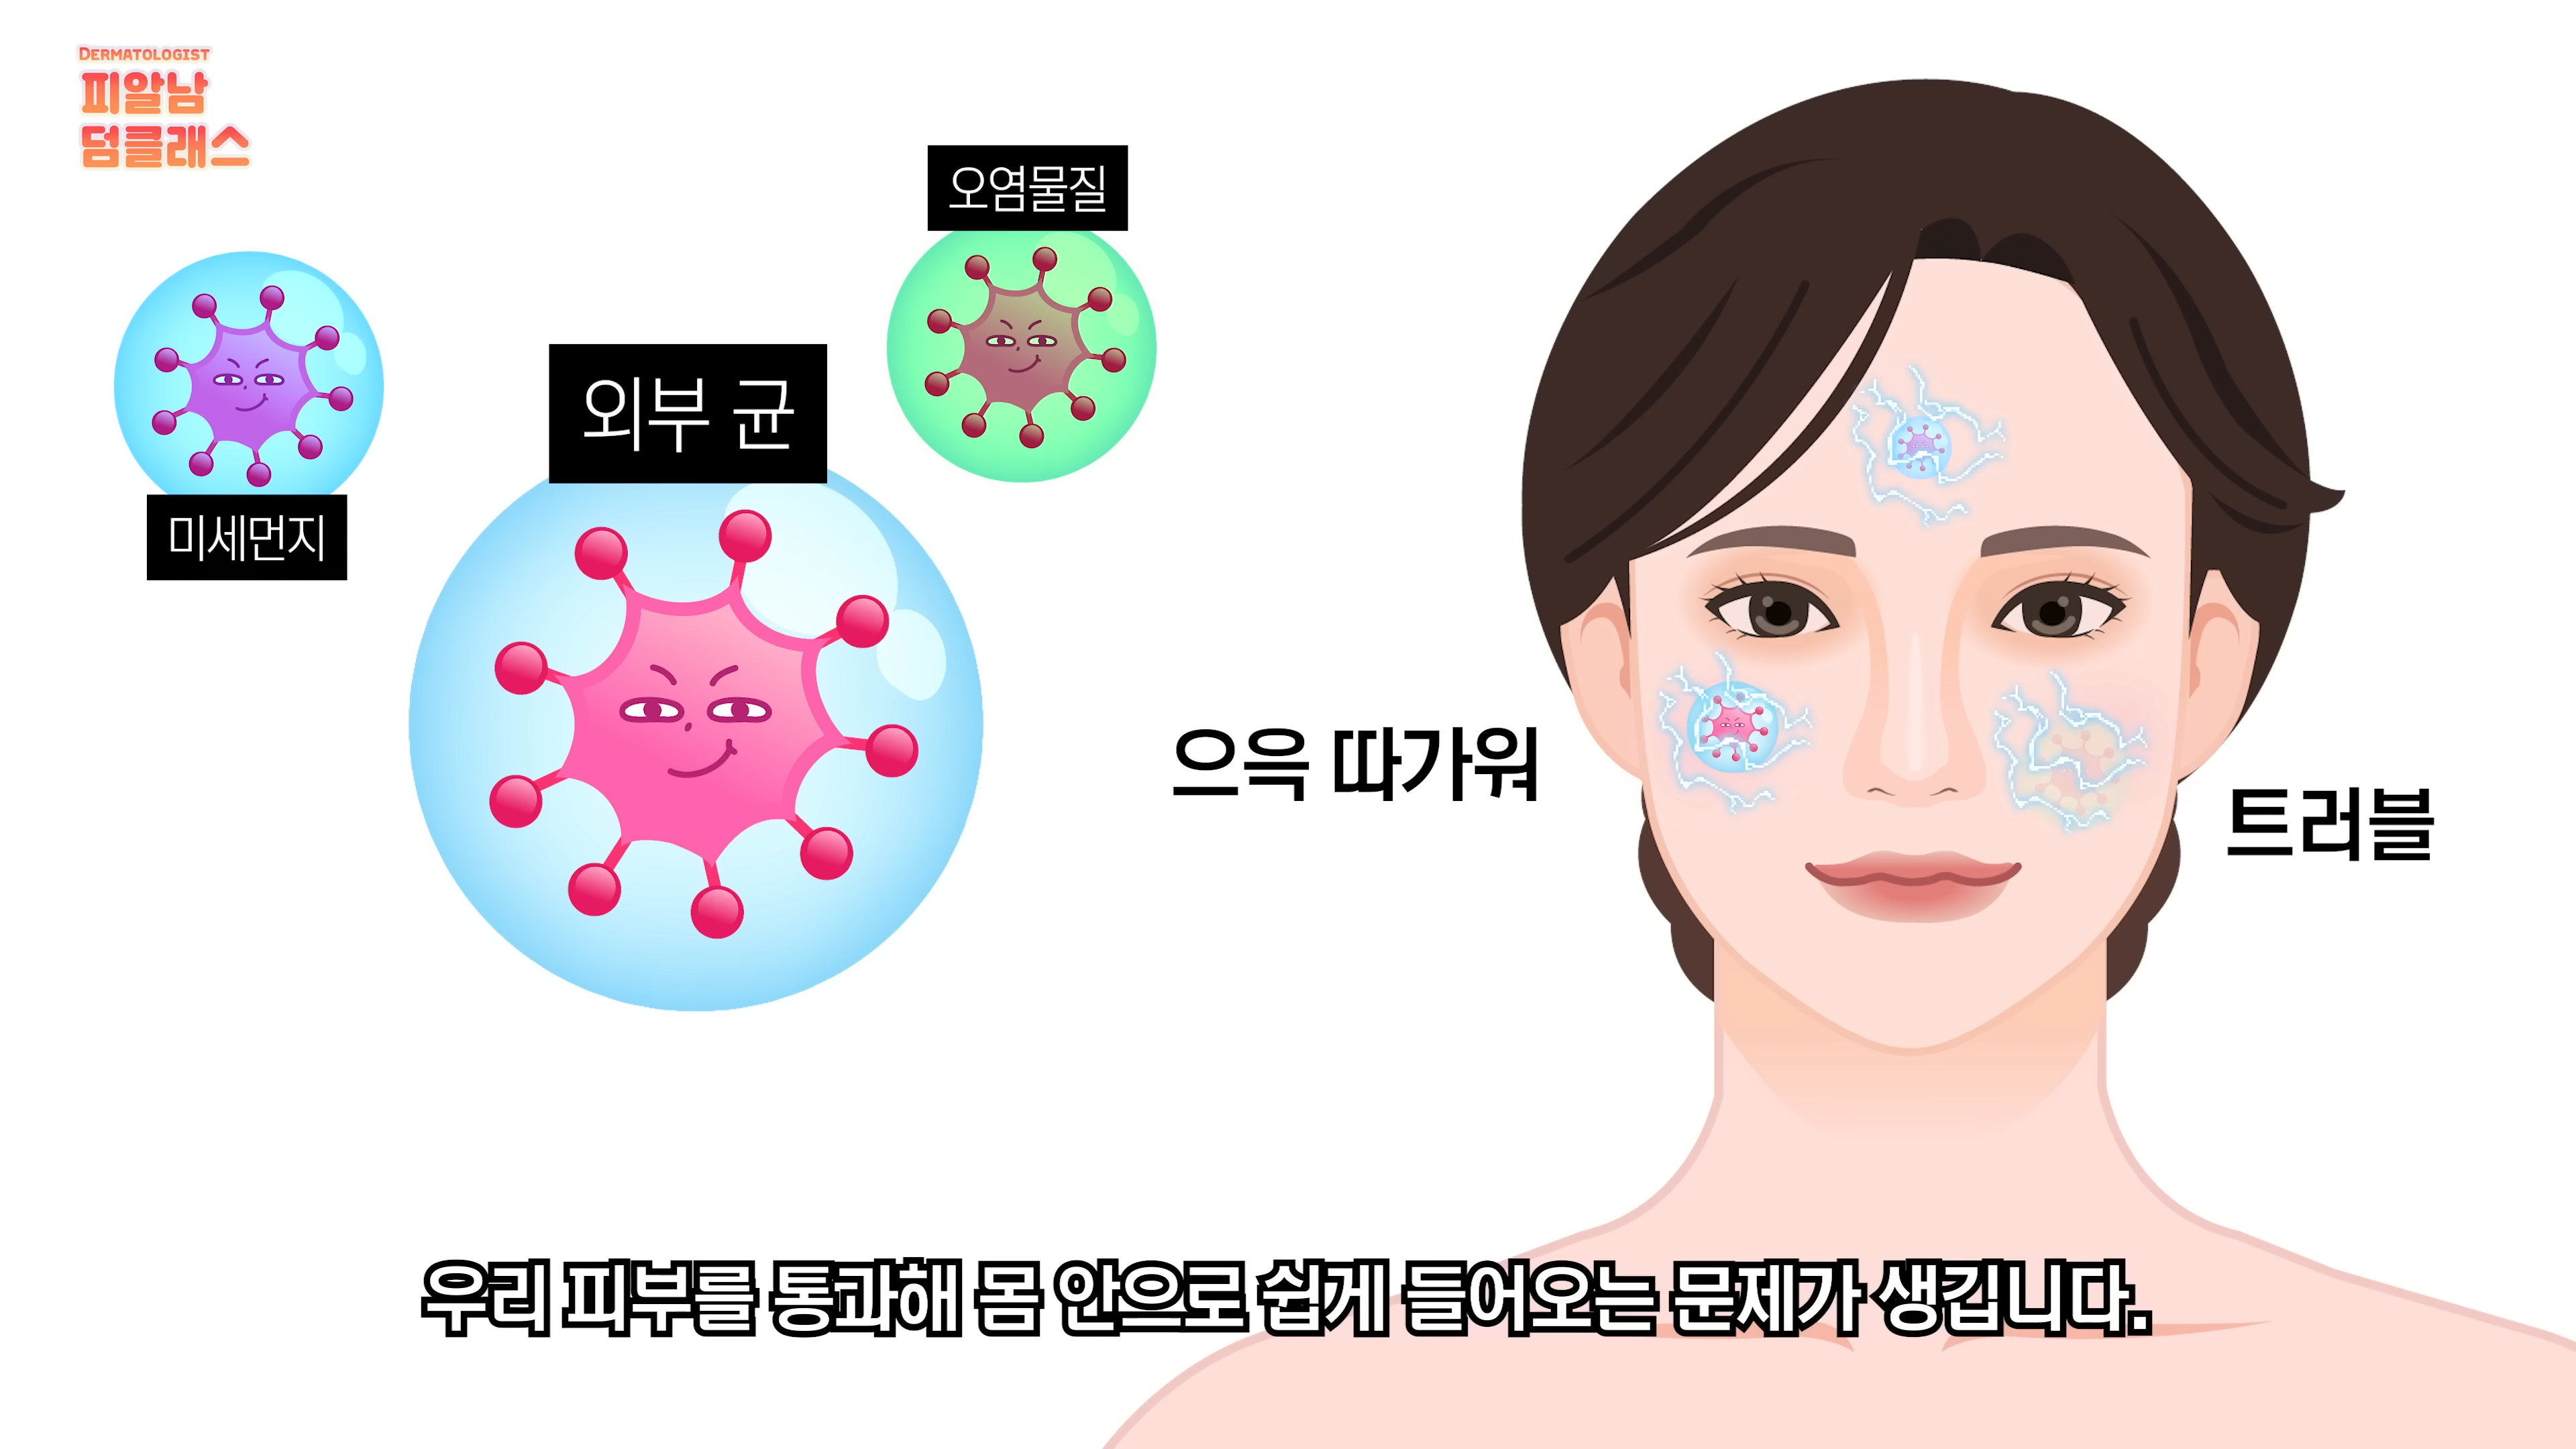 DERMATOLOGIST
피알남
덤클래스
오염물질
외부 균
미세먼지
으윽 따가워
트러블
우리 피부를 통과해 몸 안으로 쉽게 들어오는 문제가 생깁니다.